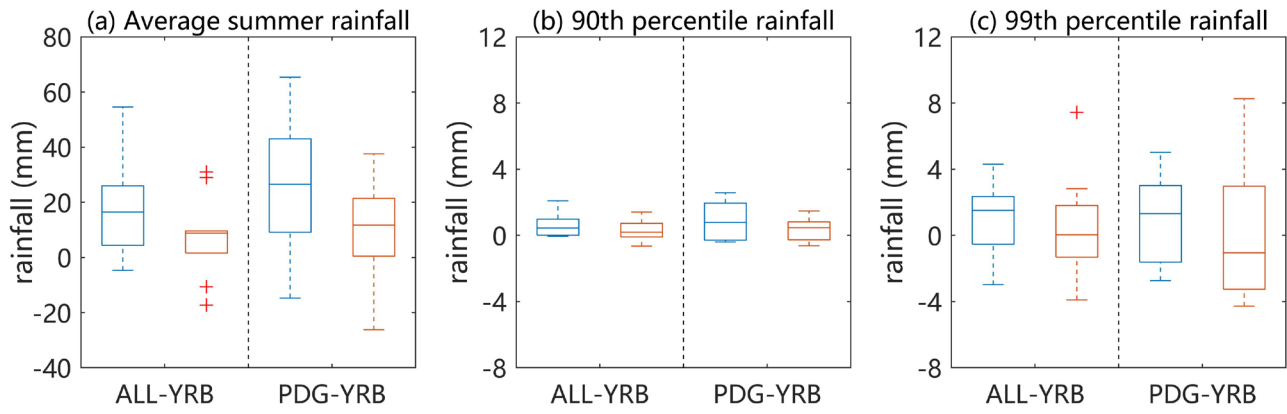 (a) Average summer rainfall
rainfall (mm)
80
60
40
20
0
-20
-40
ALL-YRB
PDG-YRB
(b) 90th percentile rainfall
rainfall (mm)
12
8
4
0
-4
-8
ALL-YRB
PDG-YRB
(c) 99th percentile rainfall
rainfall (mm)
12
8
4
0
-4
-8
ALL-YRB
PDG-YRB